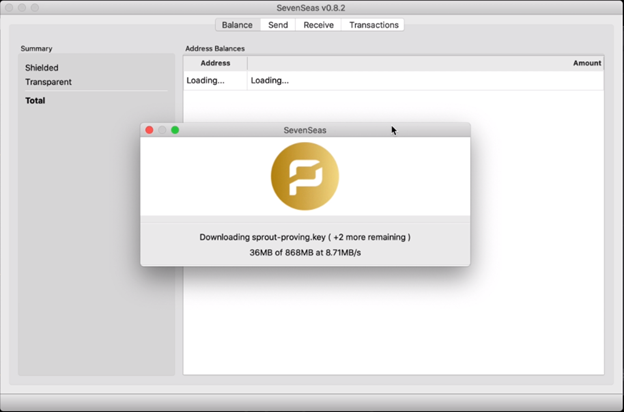 SevenSeas v0.8.2
Balance Send Receive Transactions
Summary
Shielded
Transparent
Total
Address Balances
Address Amount
Loading... Loading...
SevenSeas
Downloading sprout-proving.key ( +2 more remaining )
36MB of 868MB at 8.71MB/s